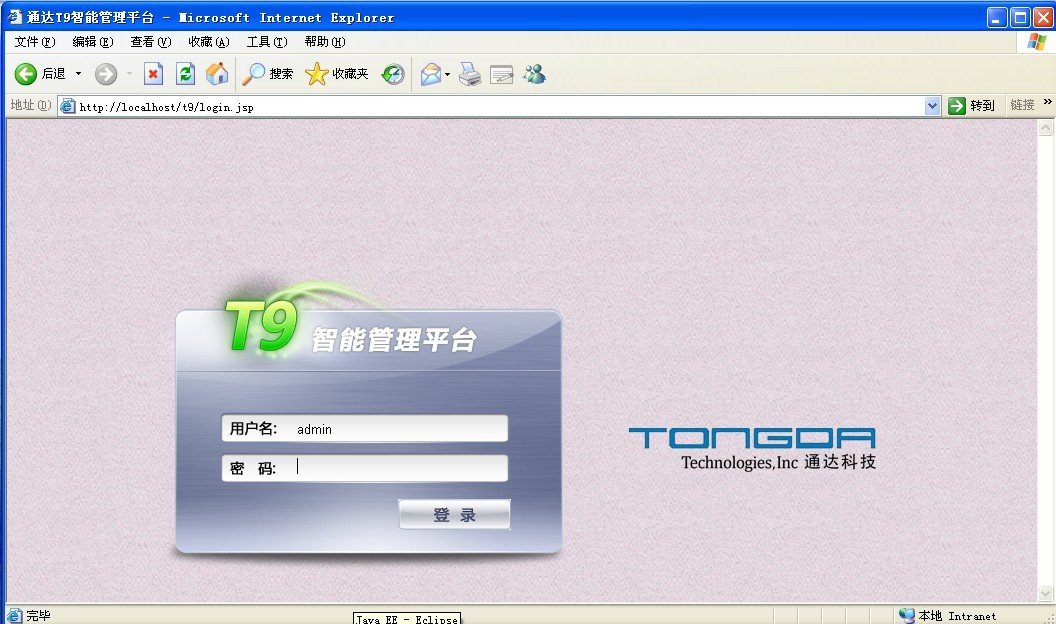 通达T9智能管理平台 - Microsoft Internet Explorer
文件(F) 编辑(E) 查看(V) 收藏(A) 工具(T) 帮助(H)
后退 搜索 收藏夹
地址(D) http://localhost/t9/login.jsp 转到 链接 »
T9 智能管理平台
用户名: admin
密 码:
登 录
TONGDA
Technologies,Inc 通达科技
完毕 Java EE - Eclipse 本地 Intranet